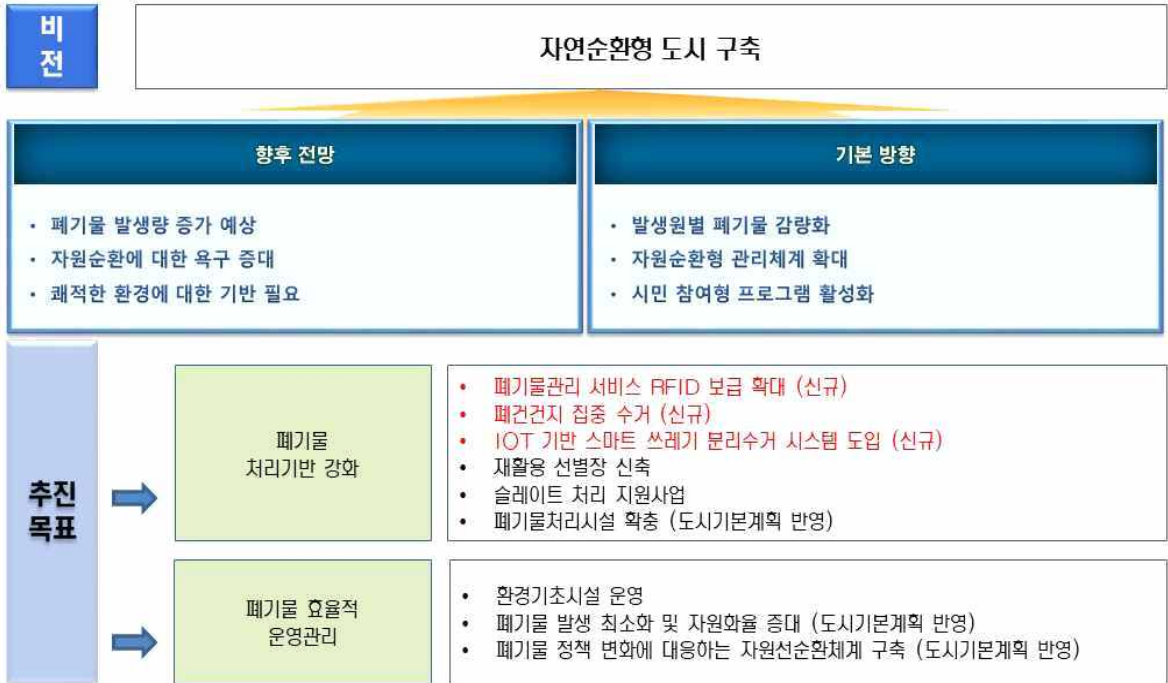 비
전
자연순환형 도시 구축
향후 전망
• 폐기물 발생량 증가 예상
• 자원순환에 대한 욕구 증대
• 쾌적한 환경에 대한 기반 필요
기본 방향
• 발생원별 폐기물 감량화
• 자원순환형 관리체계 확대
• 시민 참여형 프로그램 활성화
추진
목표
폐기물
처리기반 강화
• 폐기물관리 서비스 RFID 보급 확대 (신규)
• 폐건건지 집중 수거 (신규)
• IOT 기반 스마트 쓰레기 분리수거 시스템 도입 (신규)
• 재활용 선별장 신축
• 슬레이트 처리 지원사업
• 폐기물처리시설 확충 (도시기본계획 반영)
폐기물 효율적
운영관리
• 환경기초시설 운영
• 폐기물 발생 최소화 및 자원화율 증대 (도시기본계획 반영)
• 폐기물 정책 변화에 대응하는 자원선순환체계 구축 (도시기본계획 반영)